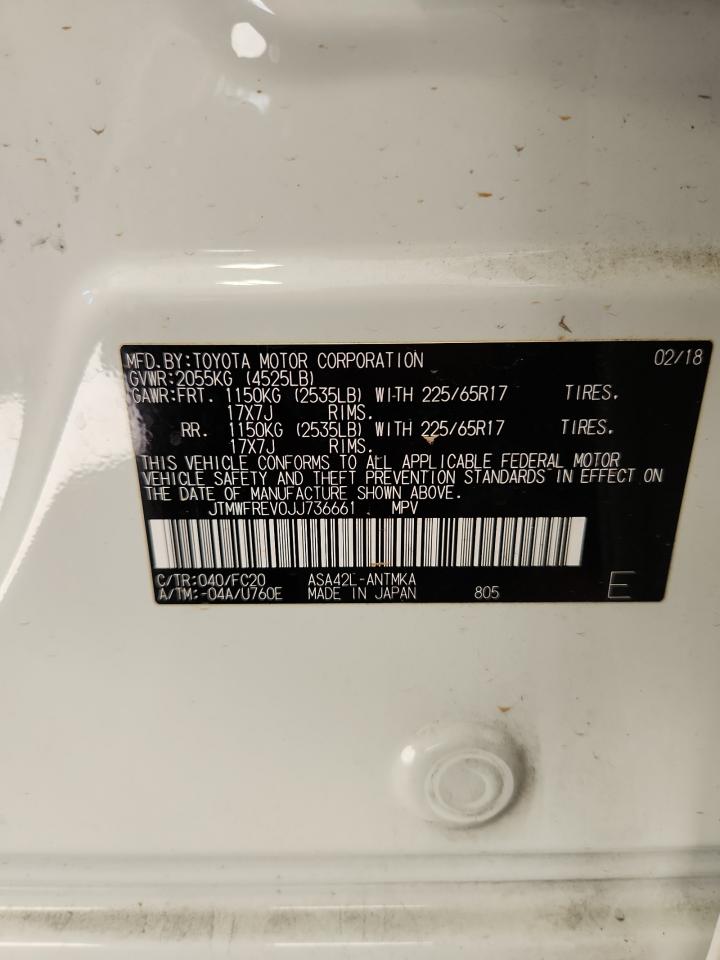 MFD.BY:TOYOTA MOTOR CORPORATION 02/18
GVWR:2055KG (4525LB)
GAWR:FRT. 1150KG (2535LB) WITH 225/65R17 TIRES.
17X7J RIMS.
RR. 1150KG (2535LB) WITH 225/65R17 TIRES.
17X7J RIMS.
THIS VEHICLE CONFORMS TO ALL APPLICABLE FEDERAL MOTOR
VEHICLE SAFETY AND THEFT PREVENTION STANDARDS IN EFFECT ON
THE DATE OF MANUFACTURE SHOWN ABOVE.
JTMWFREV0JJ736661 MPV
C/TR:040/FC20 ASA42L-ANTMKA
A/TM:-04A/U760E MADE IN JAPAN 805 E